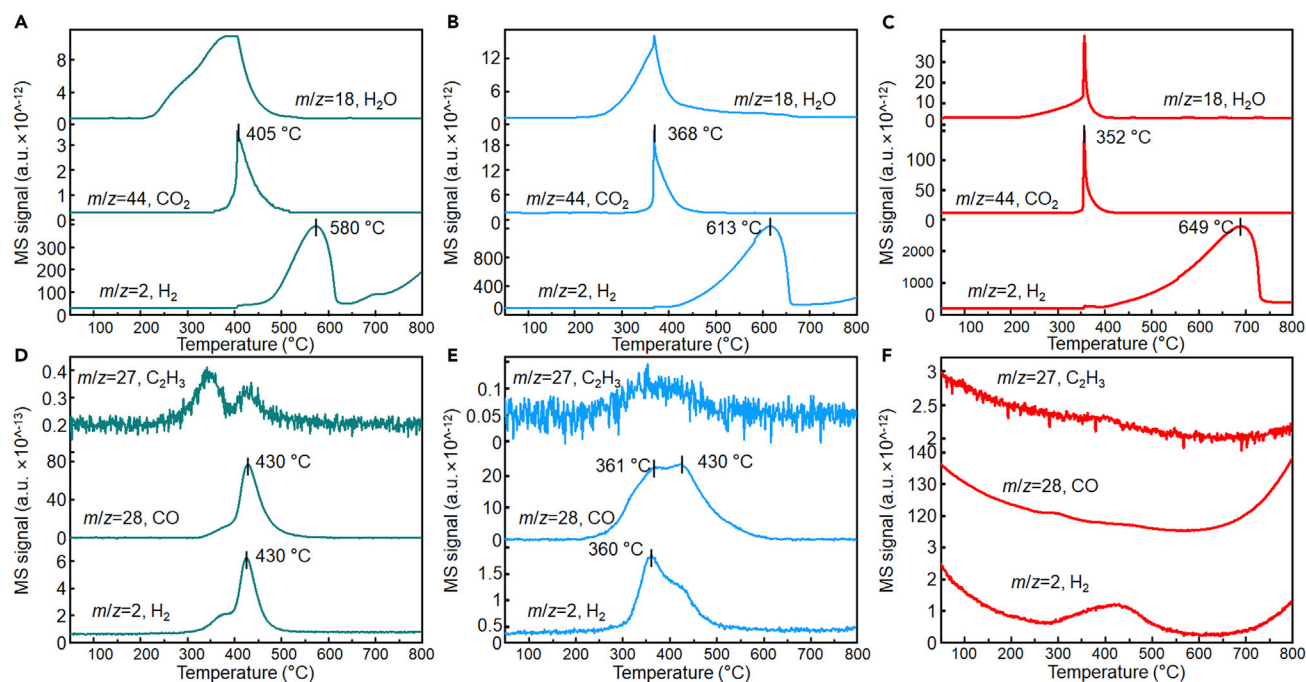 A
B
C
MS signal (a.u. ×10^-12)
8
4
0
3
2
1
0
300
200
100
0
m/z=18, H₂O
405 °C
m/z=44, CO₂
580 °C
m/z=2, H₂
100 200 300 400 500 600 700 800
Temperature (°C)
MS signal (a.u. ×10^-12)
12
6
0
18
12
6
0
800
400
0
m/z=18, H₂O
368 °C
m/z=44, CO₂
613 °C
m/z=2, H₂
100 200 300 400 500 600 700 800
Temperature (°C)
MS signal (a.u. ×10^-12)
30
20
10
0
100
50
0
2000
1000
0
m/z=18, H₂O
352 °C
m/z=44, CO₂
649 °C
m/z=2, H₂
100 200 300 400 500 600 700 800
Temperature (°C)
D
E
F
MS signal (a.u. ×10^-13)
0.4
0.3
0.2
80
40
0
6
4
2
0
m/z=27, C₂H₃
430 °C
m/z=28, CO
430 °C
m/z=2, H₂
100 200 300 400 500 600 700 800
Temperature (°C)
MS signal (a.u. ×10^-12)
0.1
0.05
0
20
10
0
1.5
1
0.5
m/z=27, C₂H₃
361 °C
430 °C
m/z=28, CO
360 °C
m/z=2, H₂
100 200 300 400 500 600 700 800
Temperature (°C)
MS signal (a.u. ×10^-12)
3
2.5
2
140
130
120
3
2
1
0
m/z=27, C₂H₃
m/z=28, CO
m/z=2, H₂
100 200 300 400 500 600 700 800
Temperature (°C)